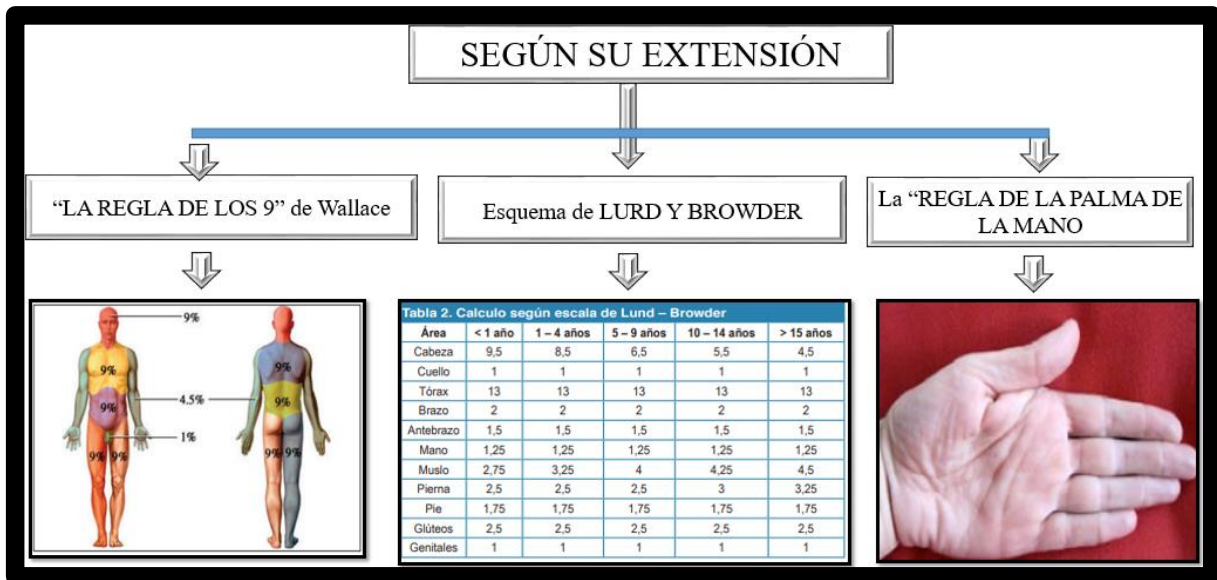 SEGÚN SU EXTENSIÓN
“LA REGLA DE LOS 9” de Wallace
Esquema de LURD Y BROWDER
La “REGLA DE LA PALMA DE
LA MANO
9%
9%
9%
4.5%
1%
9% 9%
9%
9%
9% 9%
Tabla 2. Calculo según escala de Lund – Browder
Área < 1 año 1 – 4 años 5 – 9 años 10 – 14 años > 15 años
Cabeza 9,5 8,5 6,5 5,5 4,5
Cuello 1 1 1 1 1
Tórax 13 13 13 13 13
Brazo 2 2 2 2 2
Antebrazo 1,5 1,5 1,5 1,5 1,5
Mano 1,25 1,25 1,25 1,25 1,25
Muslo 2,75 3,25 4 4,25 4,5
Pierna 2,5 2,5 2,5 3 3,25
Pie 1,75 1,75 1,75 1,75 1,75
Glúteos 2,5 2,5 2,5 2,5 2,5
Genitales 1 1 1 1 1